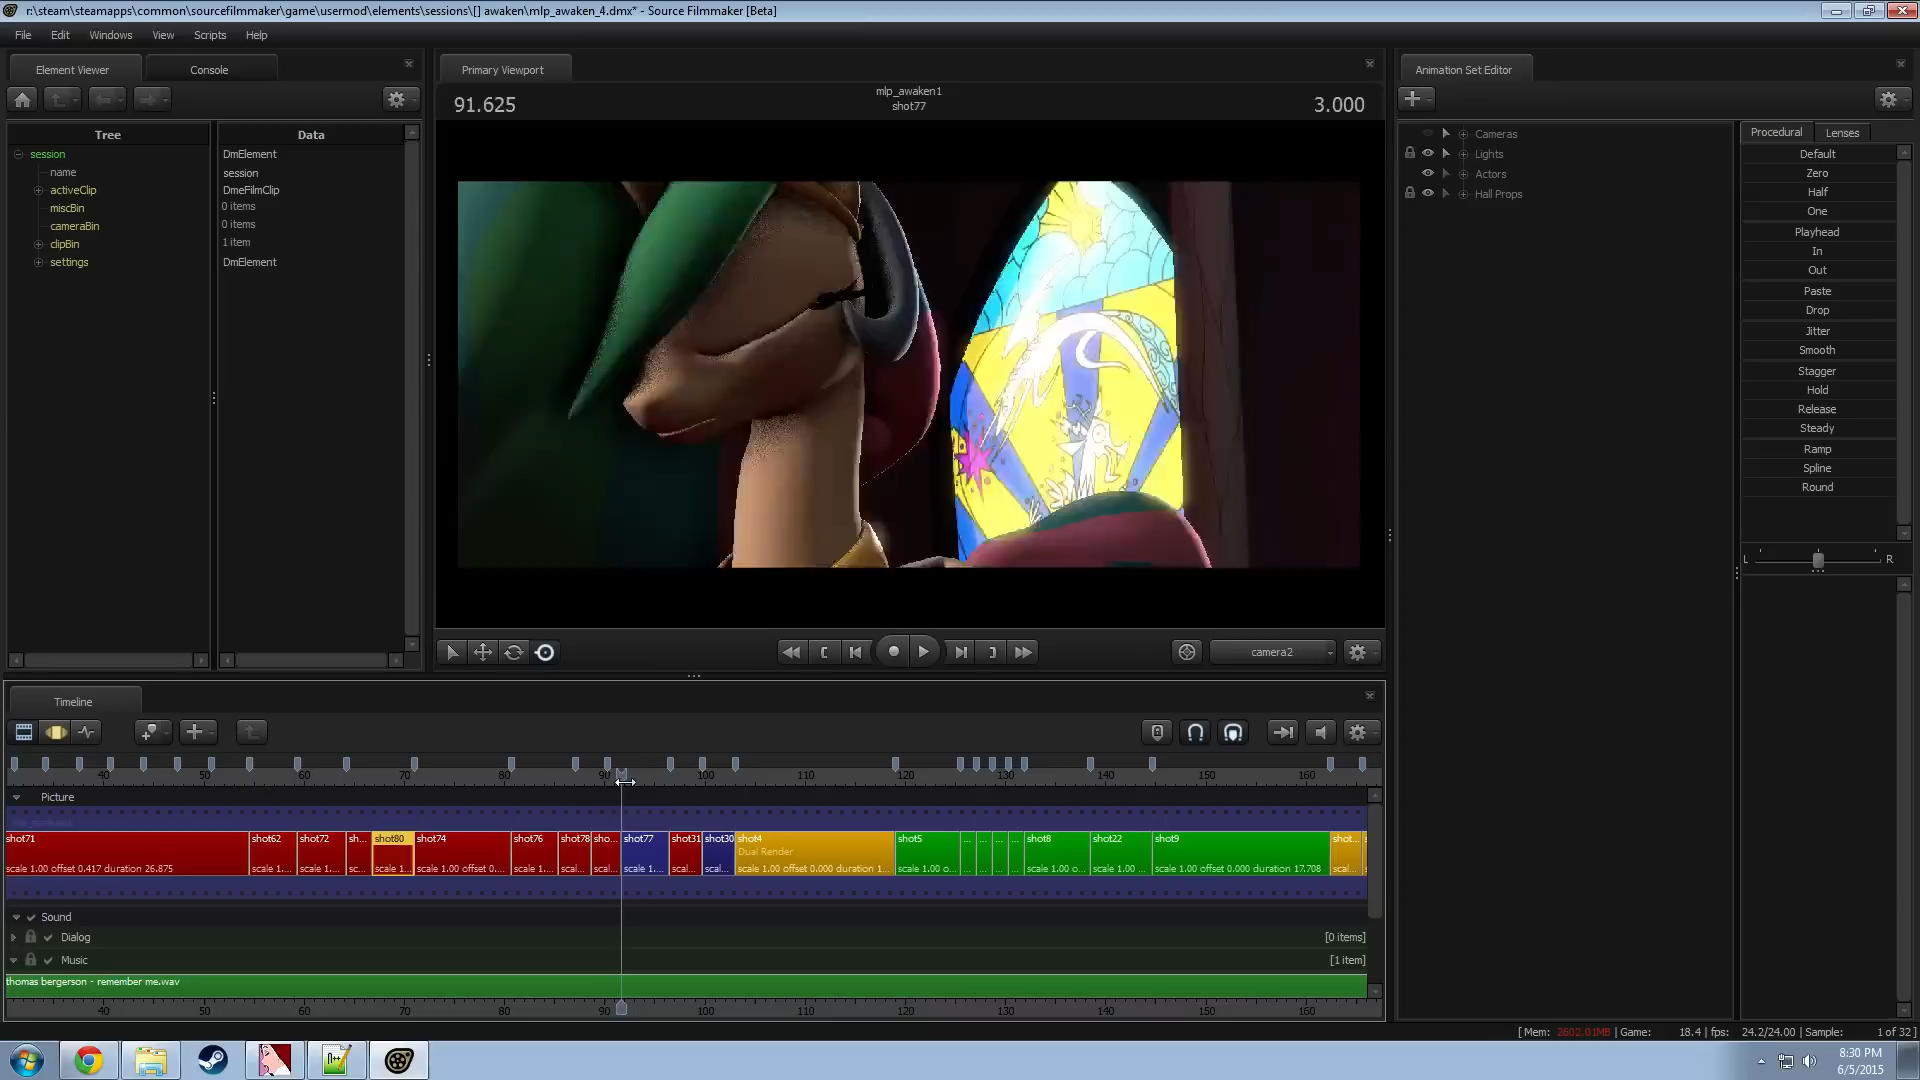 r:\steam\steamapps\common\sourcefilmmaker\game\usermod\elements\sessions\[] awaken\mlp_awaken_4.dmx* - Source Filmmaker [Beta]
File Edit Windows View Scripts Help
Element Viewer Console
Tree Data
session DmElement
name session
activeClip DmeFilmClip
miscBin 0 items
cameraBin 0 items
clipBin 1 item
settings DmElement
Primary Viewport
91.625 mlp_awaken1 3.000
shot77
camera2
Animation Set Editor
Cameras
Lights
Actors
Hall Props
Procedural Lenses
Default
Zero
Half
One
Playhead
In
Out
Paste
Drop
Jitter
Smooth
Stagger
Hold
Release
Steady
Ramp
Spline
Round
L R
Timeline
40 50 60 70 80 90 100 110 120 130 140 150 160
Picture
shot71 shot62 shot72 sh... shot80 shot74 shot76 shot78 sho... shot77 shot31 shot30 shot4 shot5 ... ... ... ... shot8 shot22 shot9 shot...
Dual Render
scale 1.00 offset 0.417 duration 26.875 scale 1.... scale 1.... scal... scale 1... scale 1.00 offset 0.... scale 1.... scal... scal... scale 1.... scal... scal... scale 1.00 offset 0.000 duration 1... scale 1.00 o... ... ... ... ... scale 1.00 o... scale 1.00 ... scale 1.00 offset 0.000 duration 17.708 scal...
Sound
Dialog [0 items]
Music [1 item]
thomas bergerson - remember me.wav
40 50 60 70 80 90 100 110 120 130 140 150 160
[ Mem: 2602.01MB | Game: 18.4 | fps: 24.2/24.00 | Sample: 1 of 32 ]
8:30 PM
6/5/2015